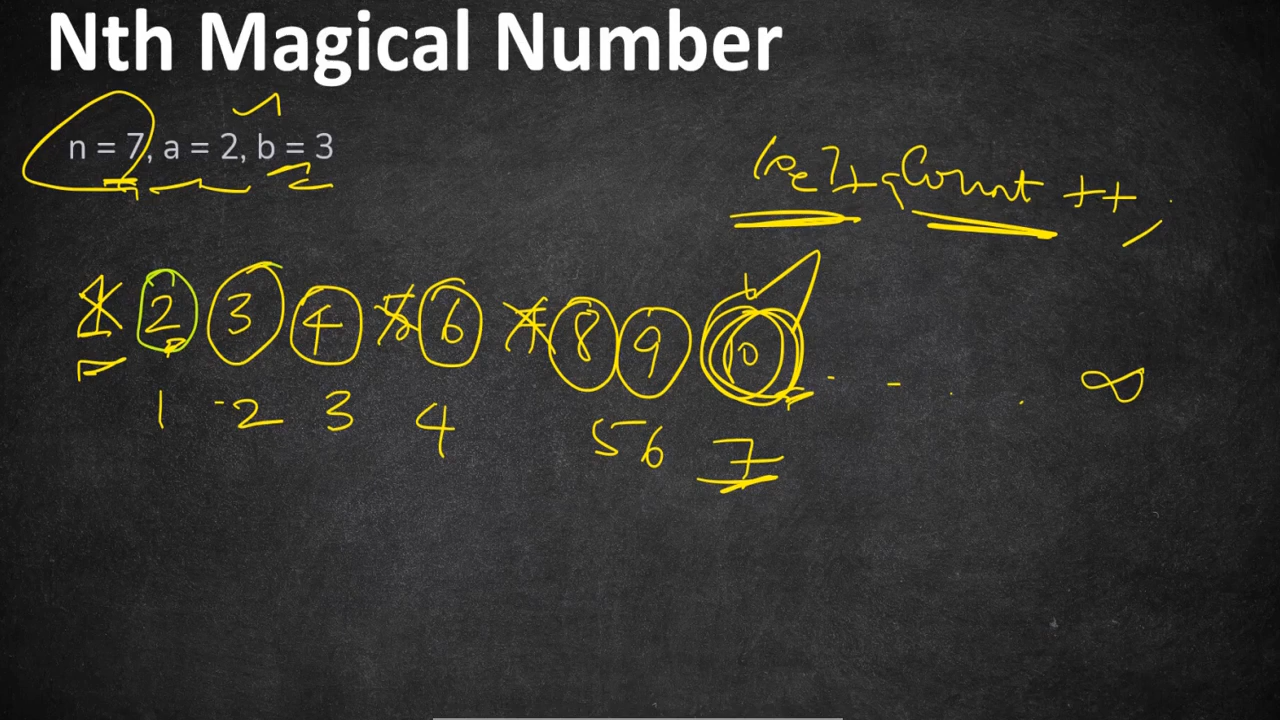 Nth Magical Number
n = 7, a = 2, b = 3
Count ++;
1 2 3 4 5 6 7 8 9 10 . - . . ∞
1 2 3 4 5 6 7